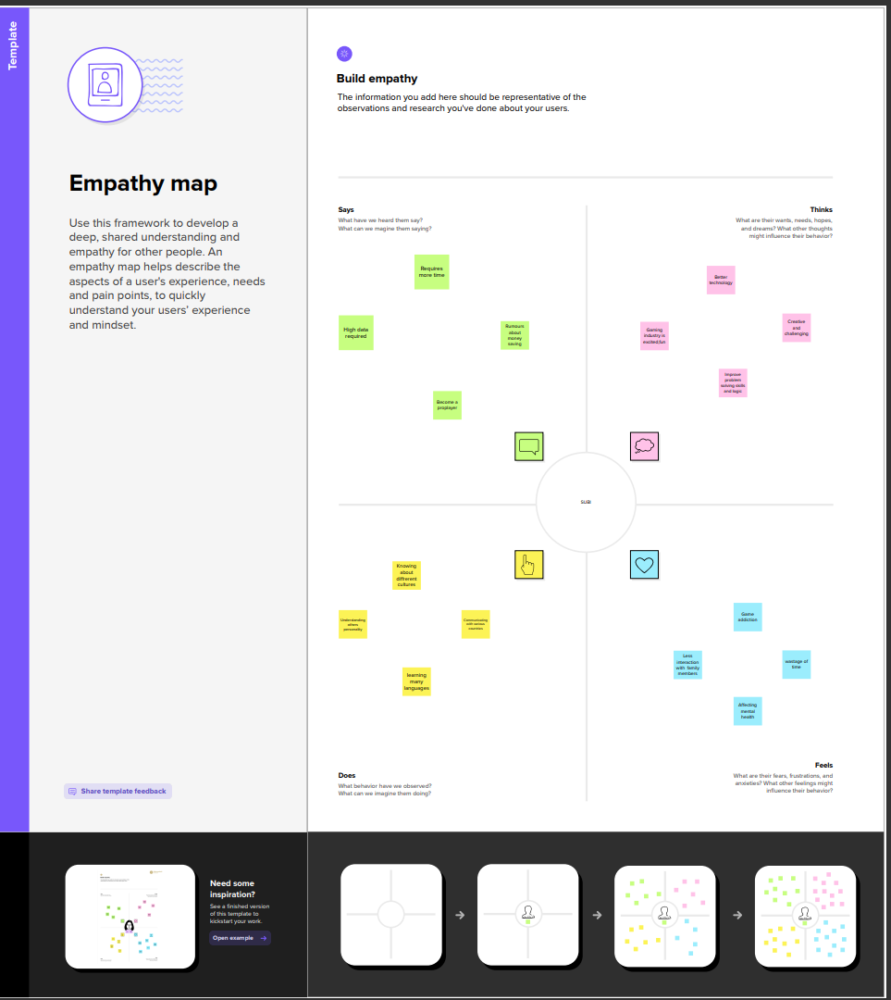 Template
Empathy map
Use this framework to develop a
deep, shared understanding and
empathy for other people. An
empathy map helps describe the
aspects of a user's experience, needs
and pain points, to quickly
understand your users' experience
and mindset.
Share template feedback
Build empathy
The information you add here should be representative of the
observations and research you've done about your users.
Says
What have we heard them say?
What can we magine them saying?
Thinks
What are their wants, needs, hopes,
and dreams? What other thoughts
might influence their behavior?
Requires
more time
High data
required
Rumours
about
money
saving
Become a
proplayer
Better
technology
Gaming
industry is
excited,fun
Creative
and
challenging
Improve
problem
solving skills
and logic
SUBI
Knowing
about
diffrerent
cultures
Understanding
others
personality
Communicating
with various
countries
learning
many
languages
Game
addiction
Less
interaction
with family
members
wastage of
time
Affecting
mental
health
Does
What behavior have we observed?
What can we imagine them doing?
Feels
What are their fears, frustrations, and
anxieties? What other feelings might
influence their behavior?
Need some
inspiration?
See a finished version
of this template to
kickstart your work.
Open example